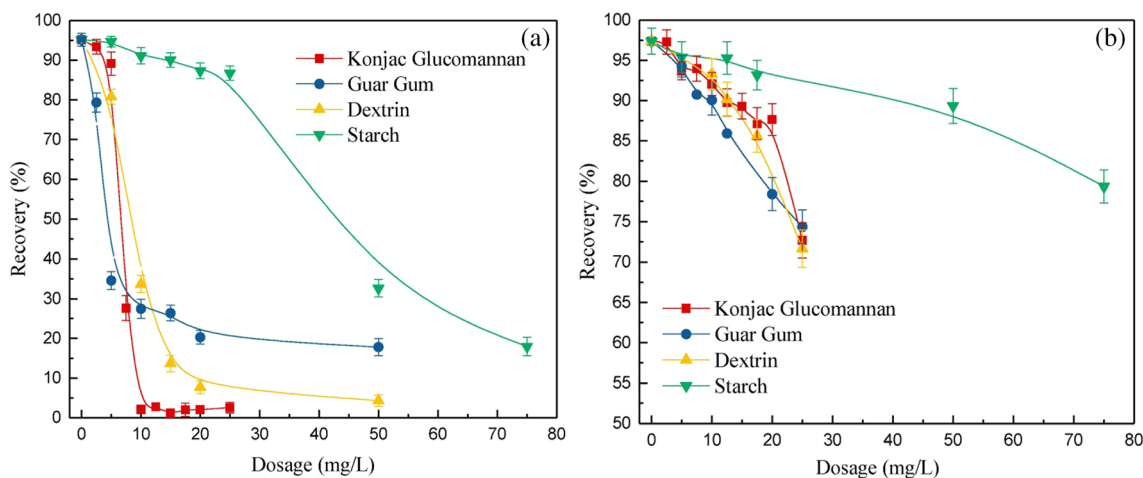 (a)
Konjac Glucomannan
Guar Gum
Dextrin
Starch
Recovery (%)
100
90
80
70
60
50
40
30
20
10
0
0 10 20 30 40 50 60 70 80
Dosage (mg/L)
(b)
Konjac Glucomannan
Guar Gum
Dextrin
Starch
Recovery (%)
100
95
90
85
80
75
70
65
60
55
50
0 10 20 30 40 50 60 70 80
Dosage (mg/L)